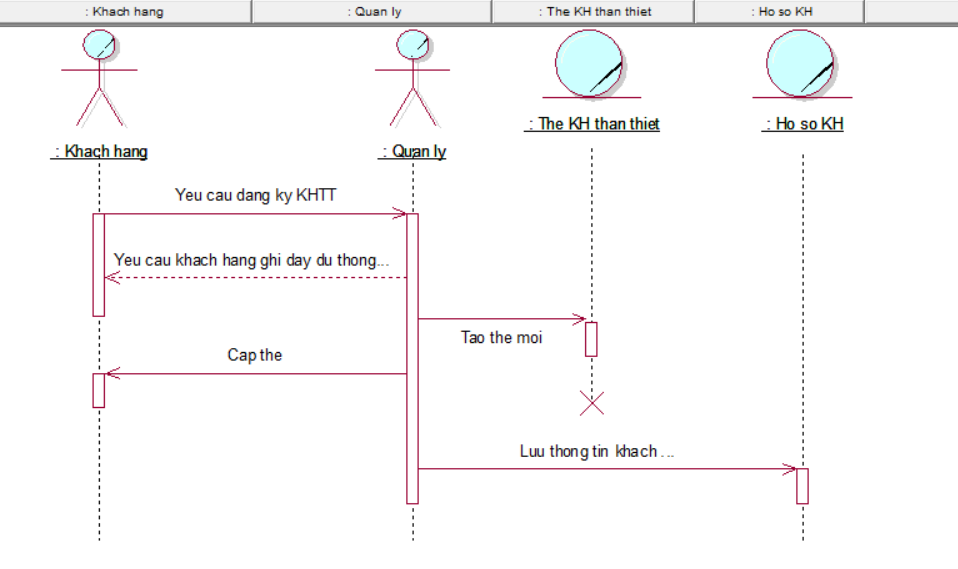 : Khach hang
: Quan ly
: The KH than thiet
: Ho so KH
: The KH than thiet
: Ho so KH
: Khach hang
: Quan ly
Yeu cau dang ky KHTT
Yeu cau khach hang ghi day du thong...
Tao the moi
Cap the
Luu thong tin khach ...